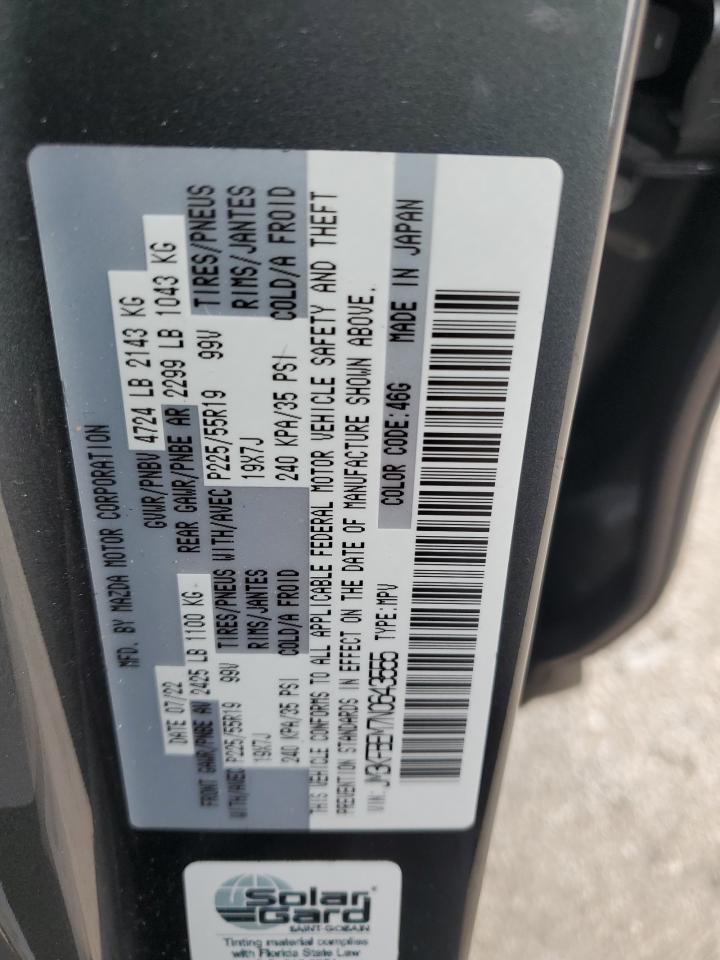 MFD. BY MAZDA MOTOR CORPORATION
DATE 07/22 GVWR/PNBV 4724 LB 2143 KG
FRONT GAWR/PNBE AV 2425 LB 1100 KG REAR GAWR/PNBE AR 2299 LB 1043 KG
WITH/AVEC P225/55R19 99V TIRES/PNEUS WITH/AVEC P225/55R19 99V TIRES/PNEUS
19X7J RIMS/JANTES 19X7J RIMS/JANTES
240 KPA/35 PSI COLD/A FROID 240 KPA/35 PSI COLD/A FROID
THIS VEHICLE CONFORMS TO ALL APPLICABLE FEDERAL MOTOR VEHICLE SAFETY AND THEFT
PREVENTION STANDARDS IN EFFECT ON THE DATE OF MANUFACTURE SHOWN ABOVE.
VIN: TYPE:MPV COLOR CODE:46G MADE IN JAPAN
Solar
Gard®
SAINT-GOBAIN
Tinting material complies
with Florida State Law